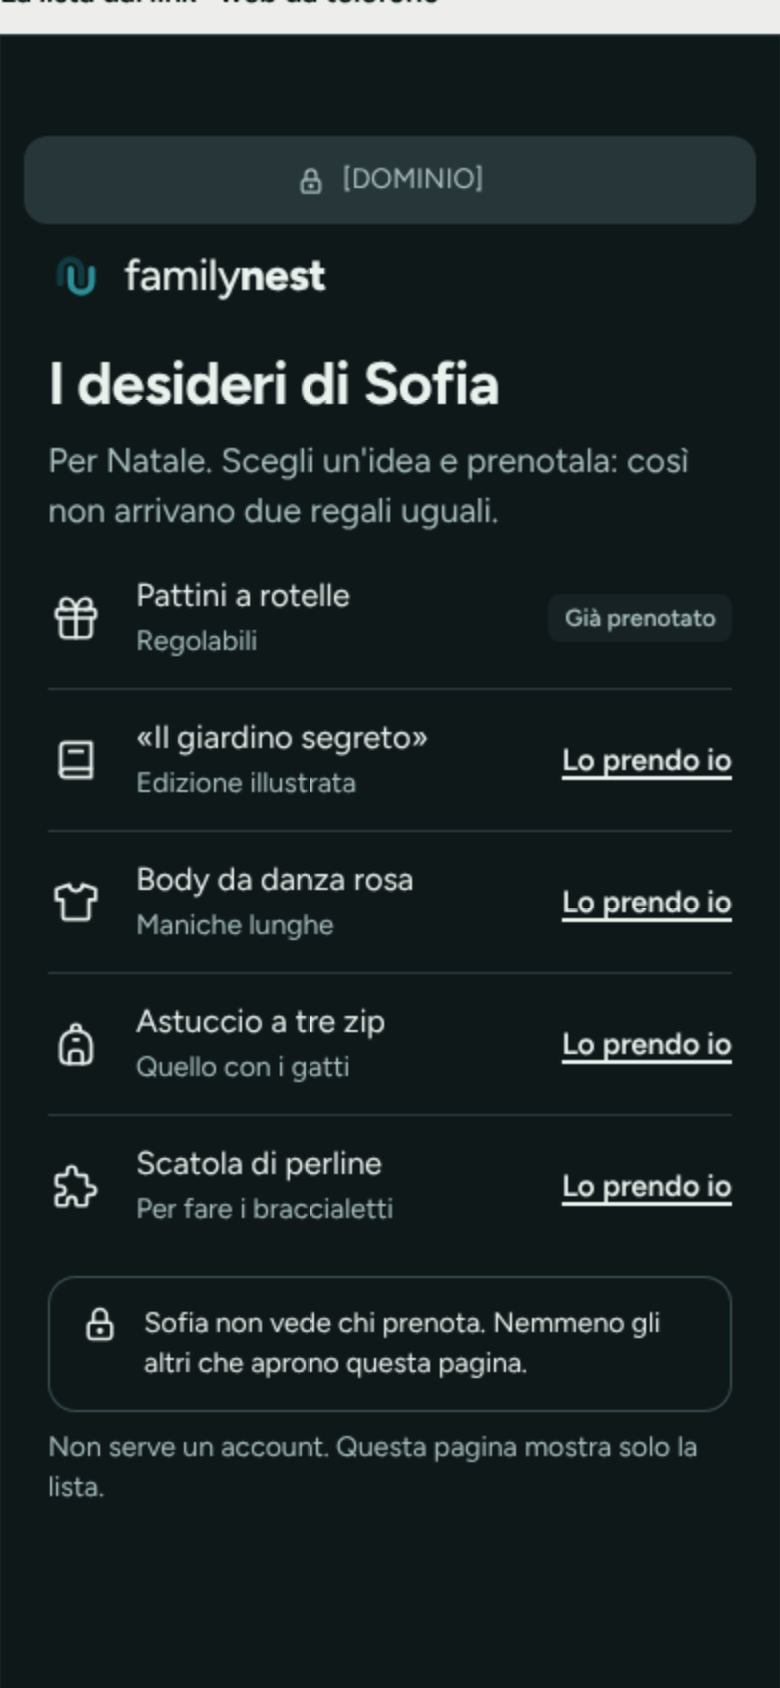 [DOMINIO]
familynest
I desideri di Sofia
Per Natale. Scegli un'idea e prenotala: così
non arrivano due regali uguali.
Pattini a rotelle
Regolabili
Già prenotato
«Il giardino segreto»
Edizione illustrata
Lo prendo io
Body da danza rosa
Maniche lunghe
Lo prendo io
Astuccio a tre zip
Quello con i gatti
Lo prendo io
Scatola di perline
Per fare i braccialetti
Lo prendo io
Sofia non vede chi prenota. Nemmeno gli
altri che aprono questa pagina.
Non serve un account. Questa pagina mostra solo la
lista.